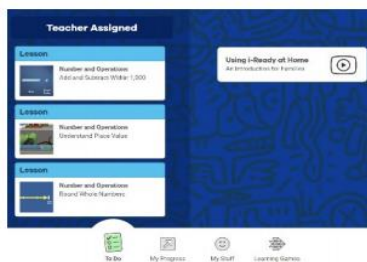 Teacher Assigned
Lesson
Number and Operations
Add and Subtract Within 1,000
Lesson
Number and Operations
Understand Place Value
Lesson
Number and Operations
Round Whole Numbers
Using i-Ready at Home
An Introduction for Families
To Do
My Progress
My Stuff
Learning Games